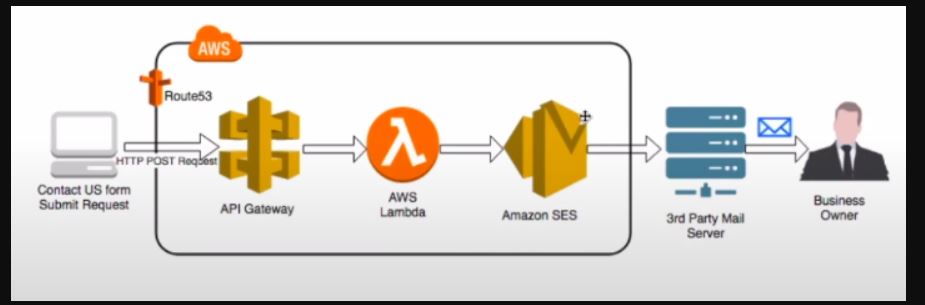 AWS
Route53
HTTP POST Request
Contact US form
Submit Request
API Gateway
AWS
Lambda
Amazon SES
3rd Party Mail
Server
Business
Owner